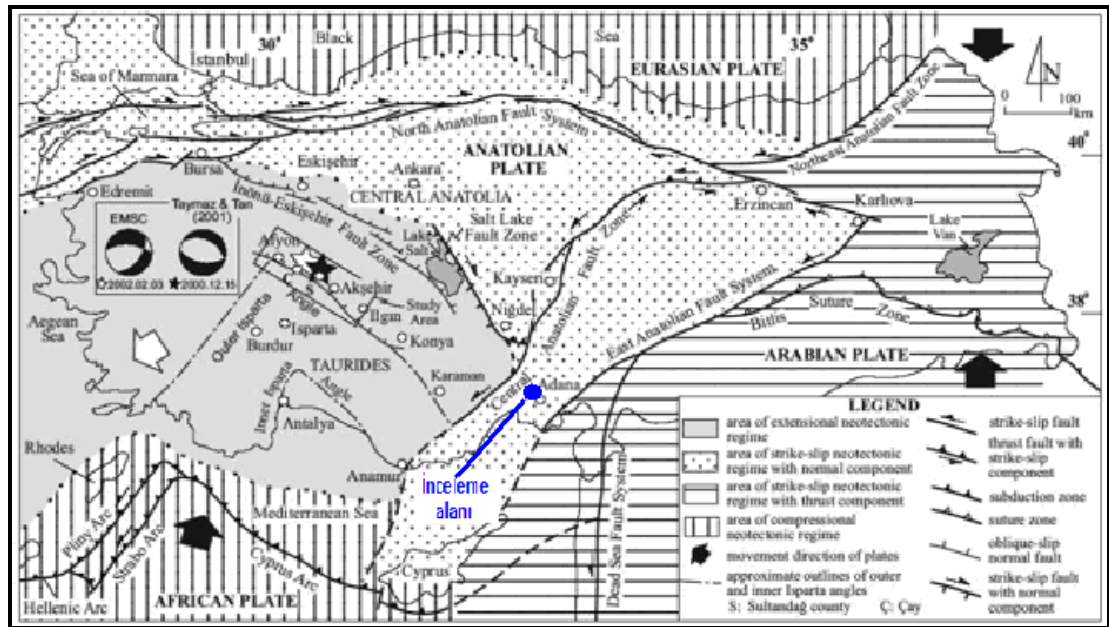 30°
Black
Sea
35°
EURASIAN PLATE
İstanbul
Sea of Marmara
N
0 100
km
40°
North Anatolian Fault System
Northeast Anatolian Fault Zone
ANATOLIAN
PLATE
Bursa
Eskişehir
Ankara
Edremit
İnönü-Eskişehir Fault Zone
CENTRAL ANATOLIA
Erzincan
Karlıova
Taymaz & Tan
(2001)
EMSC
2002.02.03
2000.12.15
Salt Lake
Fault Zone
Lake
Salt
Lake
Van
Afyon
Akşehir
Kayseri
Ilgın
Study
Area
Niğde
38°
Aegean
Sea
Outer Isparta
Angle
Isparta
Burdur
Konya
Central Anatolian Fault Zone
East Anatolian Fault System
Bitlis Suture Zone
ARABIAN PLATE
TAURIDES
Karaman
Adana
Inner Isparta
Angle
Antalya
Rhodes
Anamur
İnceleme
alanı
Mediterranean Sea
Pliny Arc
Strabo Arc
Cyprus Arc
Cyprus
Dead Sea Fault System
Hellenic Arc
AFRICAN PLATE
LEGEND
area of extensional neotectonic
regime
area of strike-slip neotectonic
regime with normal component
area of strike-slip neotectonic
regime with thrust component
area of compressional
neotectonic regime
movement direction of plates
approximate outlines of outer
and inner Isparta angles
S: Sultandağ county Ç: Çay
strike-slip fault
thrust fault with
strike-slip
component
subduction zone
suture zone
oblique-slip
normal fault
strike-slip fault
with normal
component